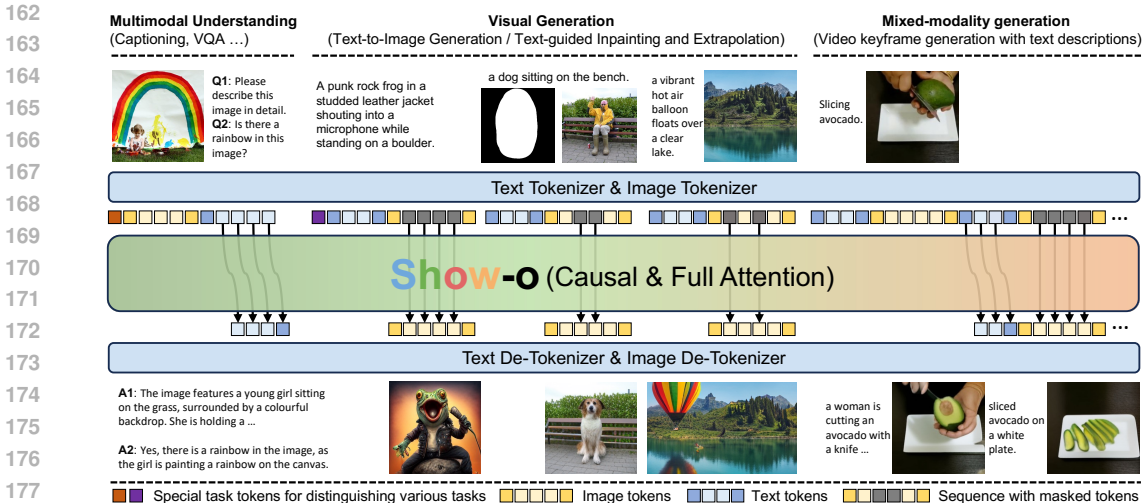 162
163
164
165
166
167
168
169
170
171
172
173
174
175
176
177
Multimodal Understanding
(Captioning, VQA …)
Visual Generation
(Text-to-Image Generation / Text-guided Inpainting and Extrapolation)
Mixed-modality generation
(Video keyframe generation with text descriptions)
Q1: Please
describe this
image in detail.
Q2: Is there a
rainbow in this
image?
A punk rock frog in a
studded leather jacket
shouting into a
microphone while
standing on a boulder.
a dog sitting on the bench.
a vibrant
hot air
balloon
floats over
a clear
lake.
Slicing
avocado.
Text Tokenizer & Image Tokenizer
...
Show-o (Causal & Full Attention)
...
Text De-Tokenizer & Image De-Tokenizer
A1: The image features a young girl sitting
on the grass, surrounded by a colourful
backdrop. She is holding a ...
A2: Yes, there is a rainbow in the image, as
the girl is painting a rainbow on the canvas.
a woman is
cutting an
avocado with
a knife ...
sliced
avocado on
a white
plate.
Special task tokens for distinguishing various tasks
Image tokens
Text tokens
Sequence with masked tokens